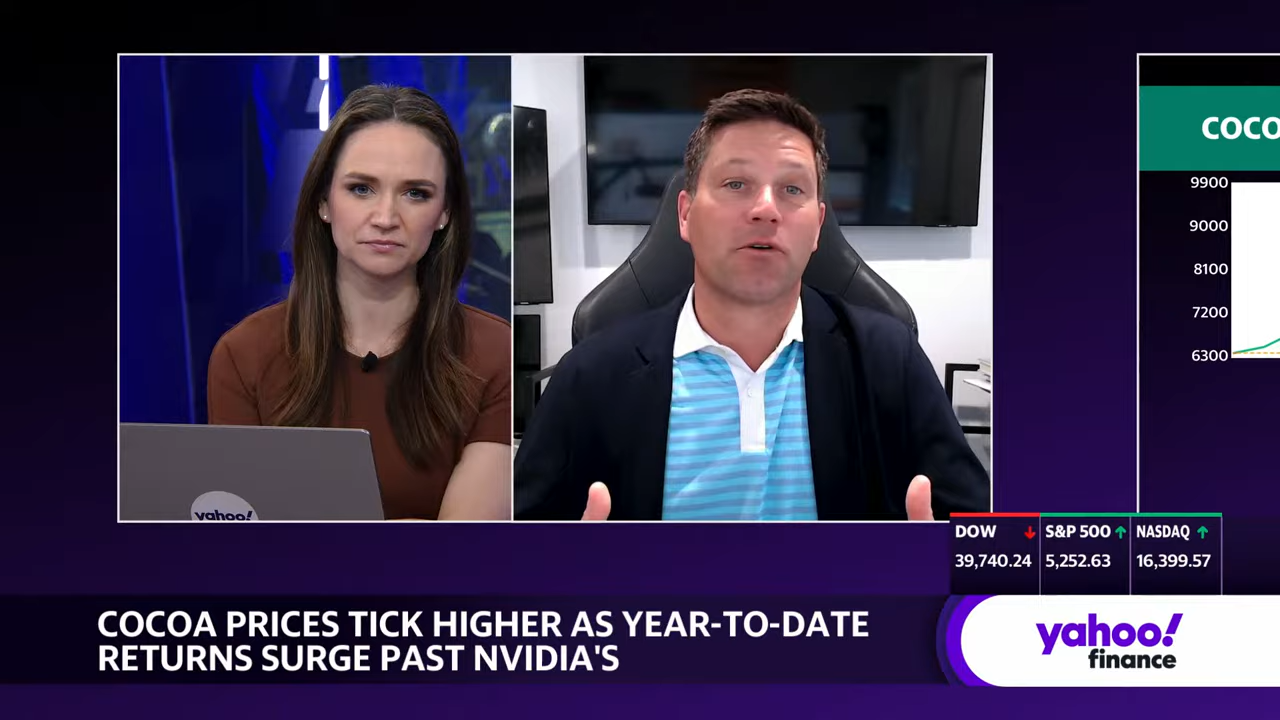 COCO
9900
9000
8100
7200
6300
yahoo!
DOW
39,740.24
S&P 500
5,252.63
NASDAQ
16,399.57
COCOA PRICES TICK HIGHER AS YEAR-TO-DATE
RETURNS SURGE PAST NVIDIA'S
yahoo!
finance